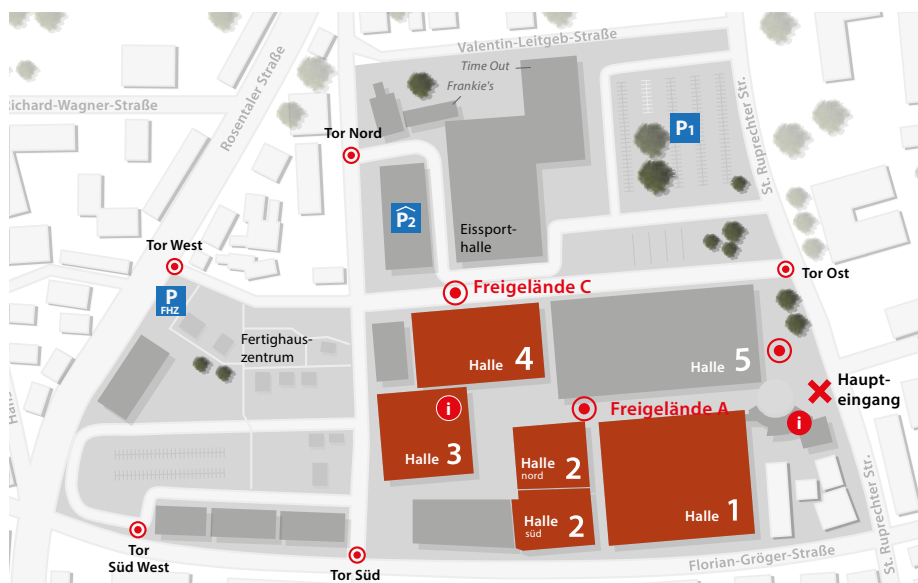 Valentin-Leitgeb-Straße
Time Out
Frankie's
Richard-Wagner-Straße
Rosentaler Straße
St. Ruprechter Str.
Tor Nord
P1
P2
Eissport-
halle
Tor West
Tor Ost
P
FHZ
Freigelände C
Fertighaus-
zentrum
Halle 4
Halle 5
Haupt-
eingang
i
Freigelände A
i
Halle 3
Halle 2
nord
Halle 2
süd
Halle 1
Tor
Süd West
Tor Süd
Florian-Gröger-Straße
St. Ruprechter Str.